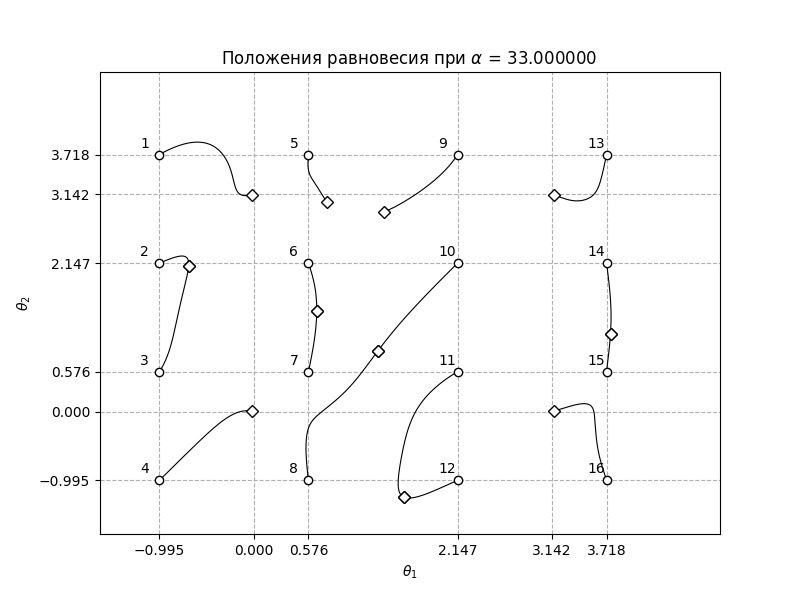 Положения равновесия при α = 33.000000
1 5 9 13
3.718
3.142
2 6 10 14
2.147
θ₂
3 7 11 15
0.576
0.000
4 8 12 16
−0.995
−0.995 0.000 0.576 2.147 3.142 3.718
θ₁